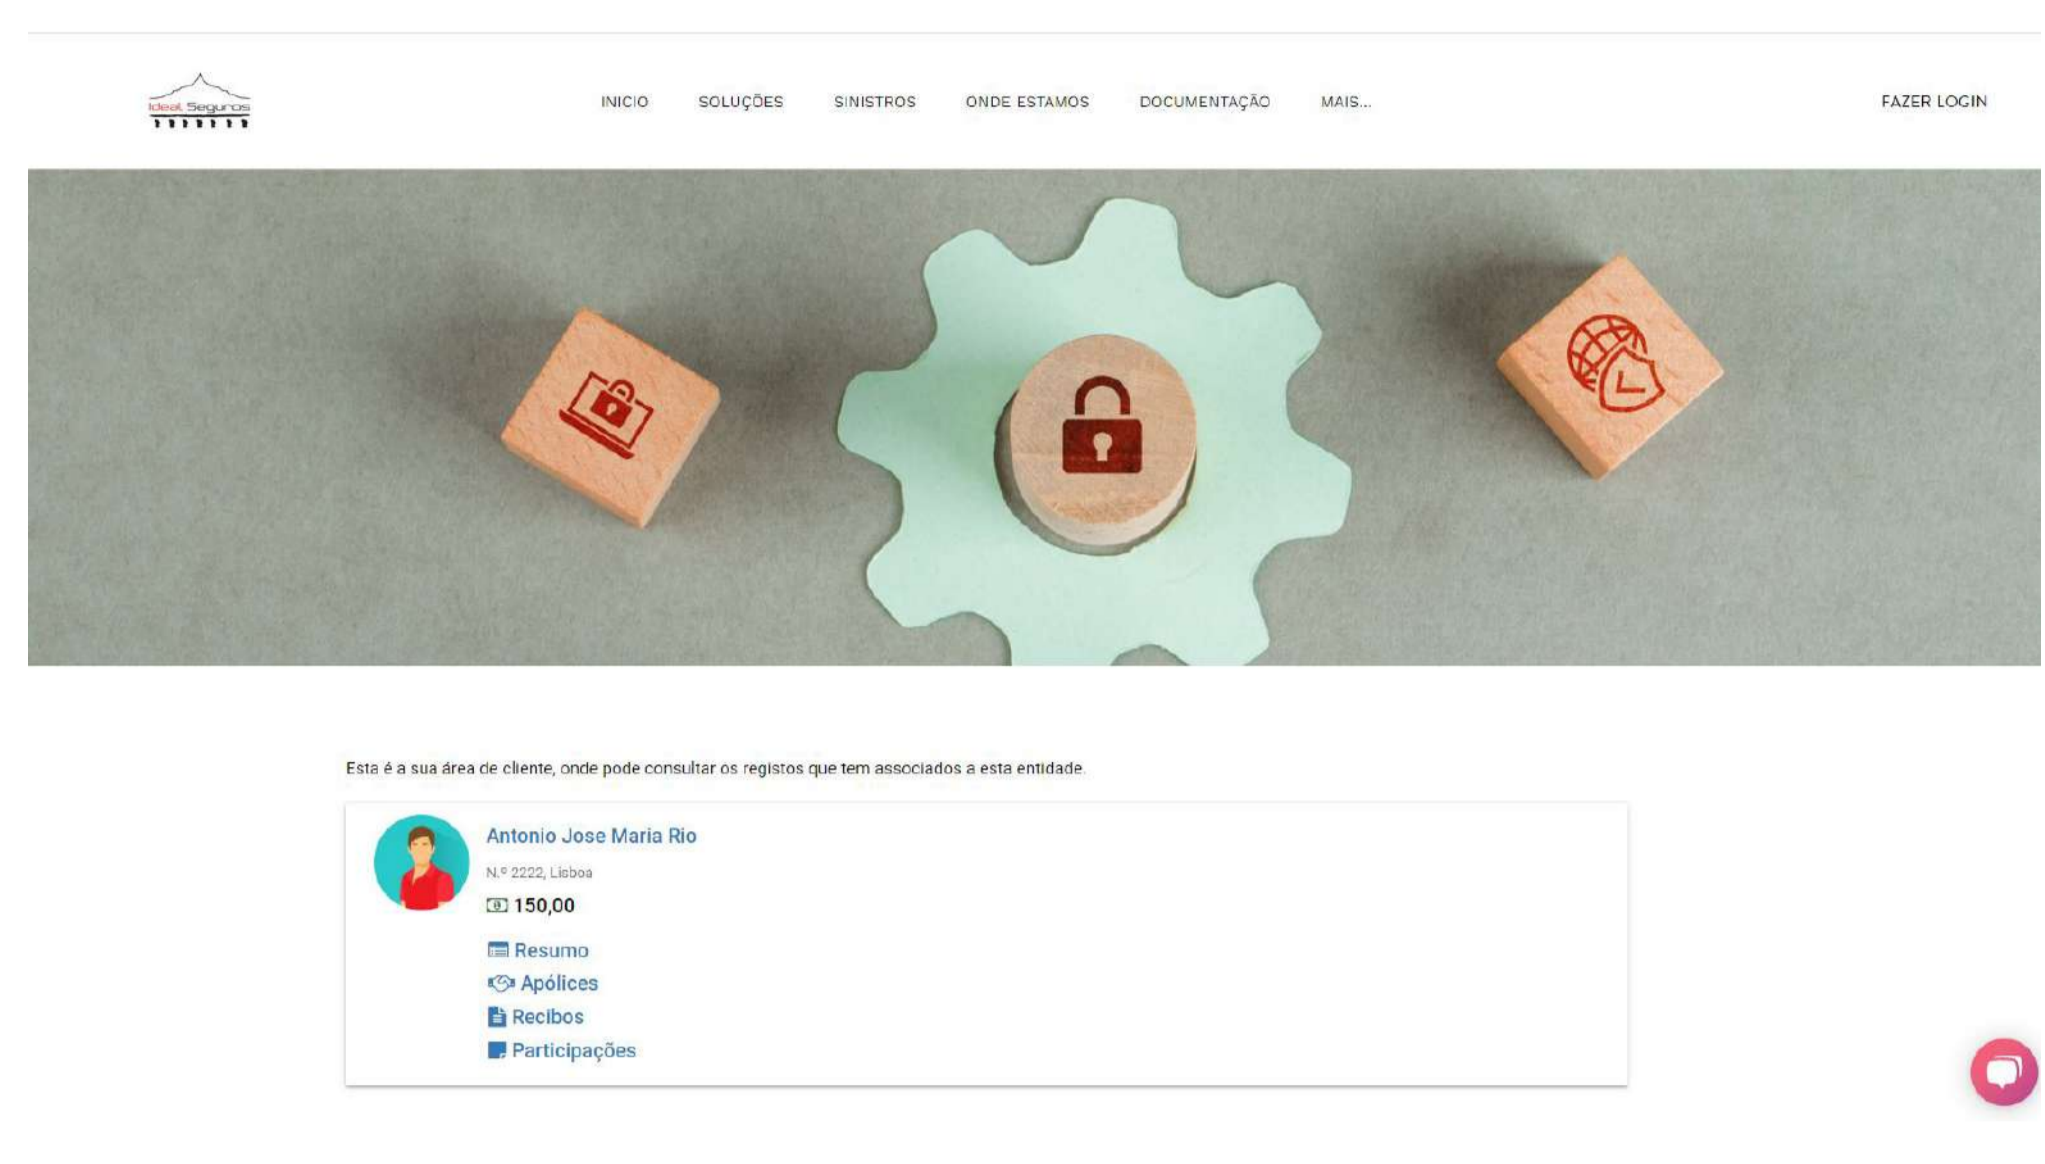 Ideal Seguros
INICIO SOLUÇÕES SINISTROS ONDE ESTAMOS DOCUMENTAÇÃO MAIS... FAZER LOGIN
Esta é a sua área de cliente, onde pode consultar os registos que tem associados a esta entidade.
Antonio Jose Maria Rio
N.º 2222, Lisboa
150,00
Resumo
Apólices
Recibos
Participações